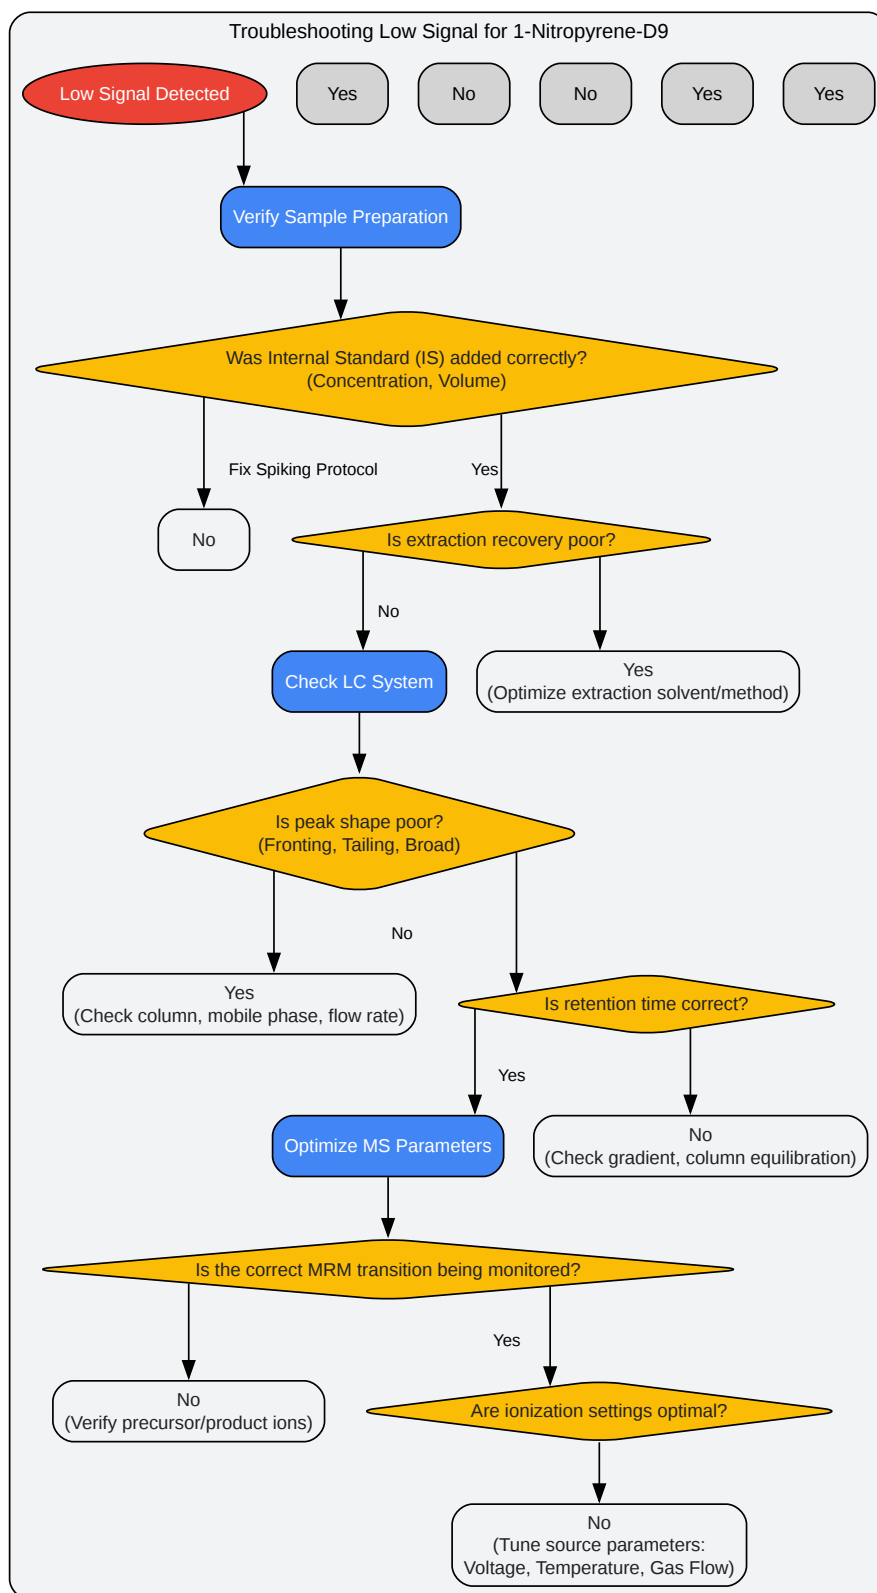 Troubleshooting Low Signal for 1-Nitropyrene-D9
Low Signal Detected
Yes
No
No
Yes
Yes
Verify Sample Preparation
Was Internal Standard (IS) added correctly?
(Concentration, Volume)
Fix Spiking Protocol
Yes
No
Is extraction recovery poor?
No
Check LC System
Yes
(Optimize extraction solvent/method)
Is peak shape poor?
(Fronting, Tailing, Broad)
No
Yes
(Check column, mobile phase, flow rate)
Is retention time correct?
Yes
Optimize MS Parameters
No
(Check gradient, column equilibration)
Is the correct MRM transition being monitored?
Yes
No
(Verify precursor/product ions)
Are ionization settings optimal?
No
(Tune source parameters:
Voltage, Temperature, Gas Flow)